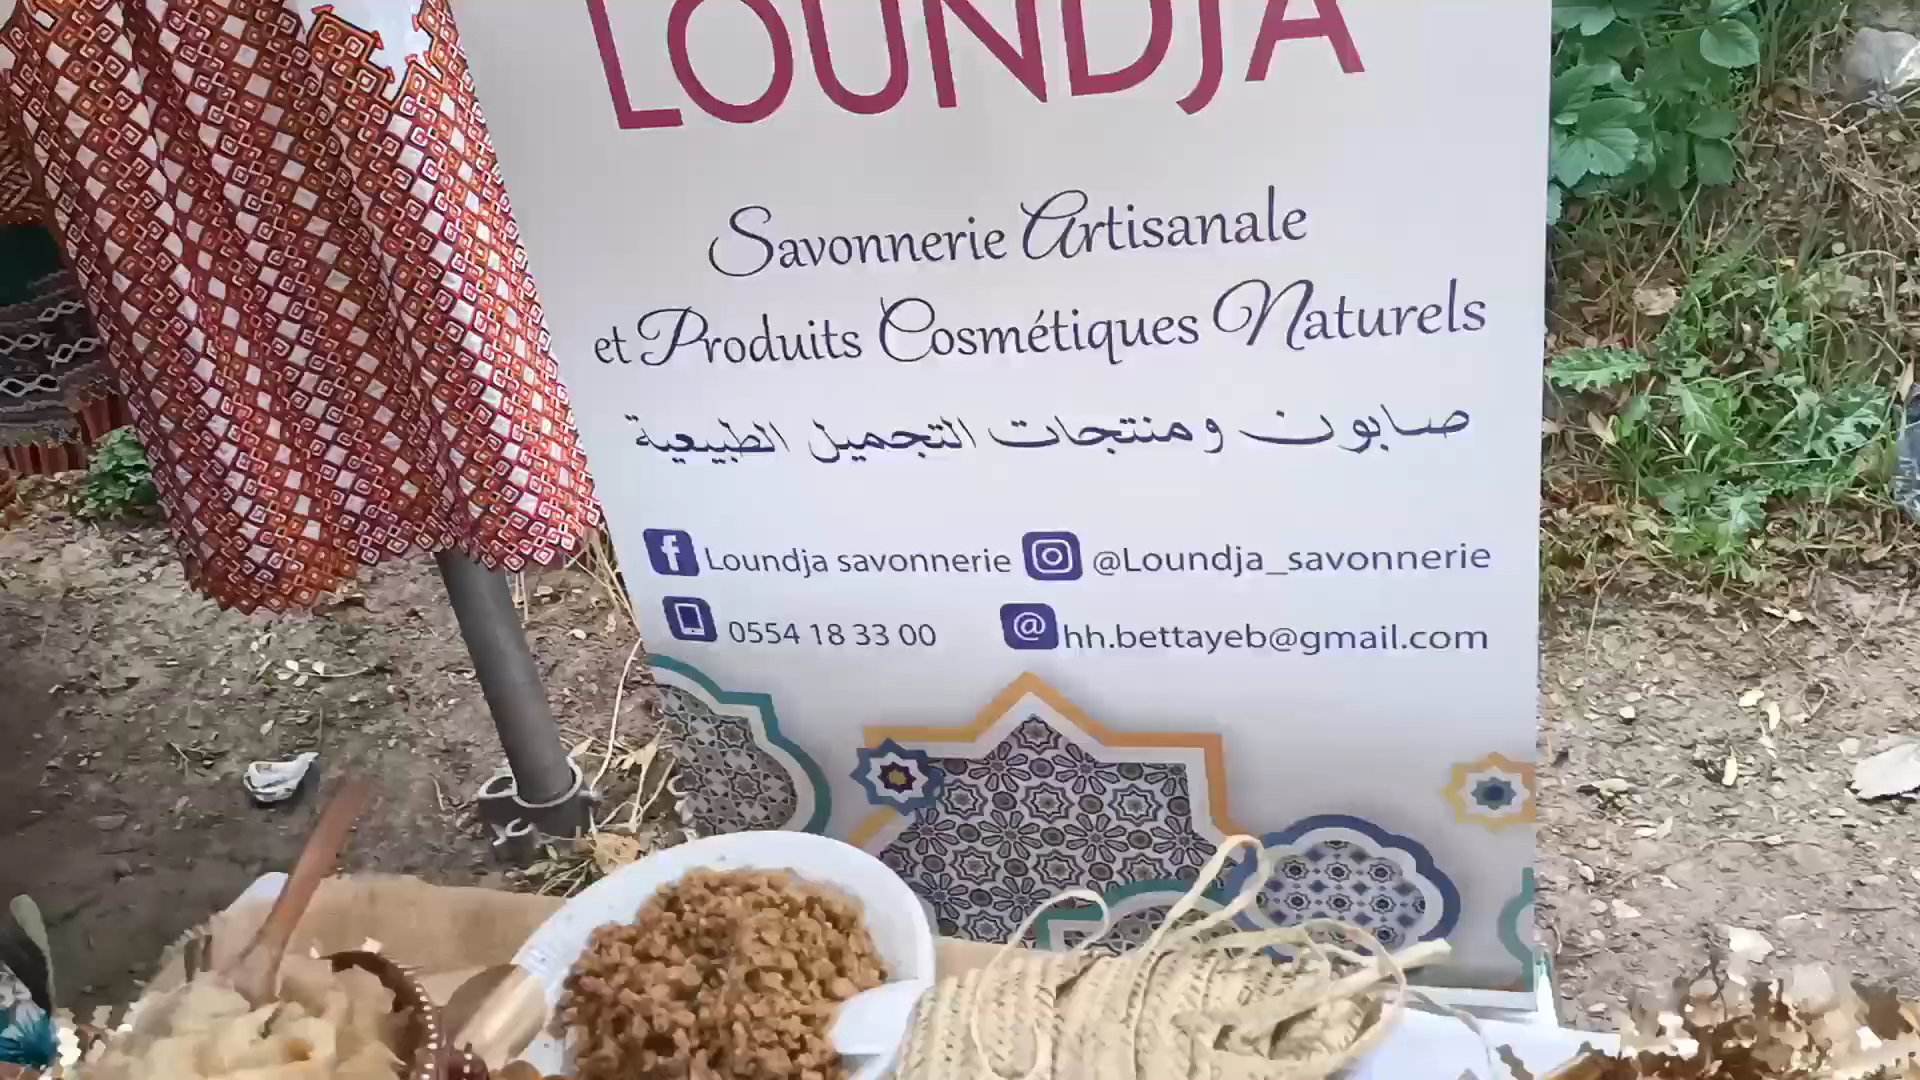 LOUNDJA
Savonnerie Artisanale
et Produits Cosmétiques Naturels
صابون ومنتجات التجميل الطبيعية
Loundja savonnerie @Loundja_savonnerie
0554 18 33 00 hh.bettayeb@gmail.com